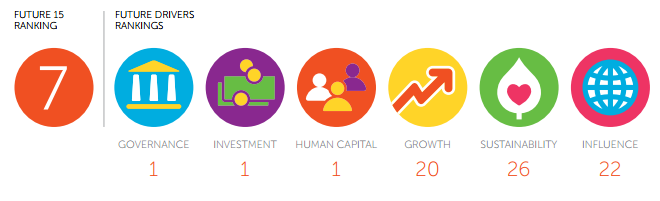 FUTURE 15
RANKING
7
FUTURE DRIVERS
RANKINGS
GOVERNANCE
1
INVESTMENT
1
HUMAN CAPITAL
1
GROWTH
20
SUSTAINABILITY
26
INFLUENCE
22